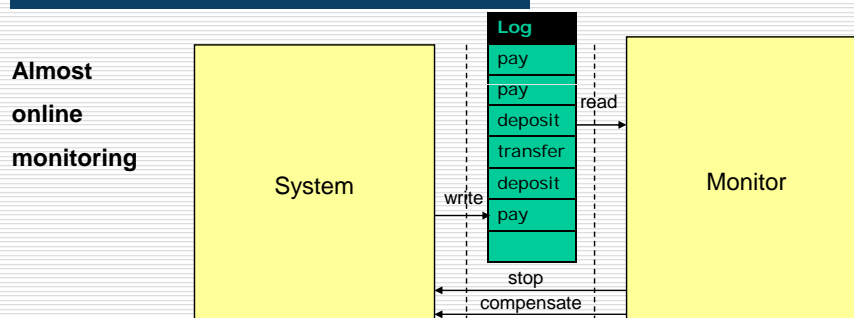 Almost
online
monitoring
System
Log
pay
pay
deposit
transfer
deposit
pay
write
read
stop
compensate
Monitor